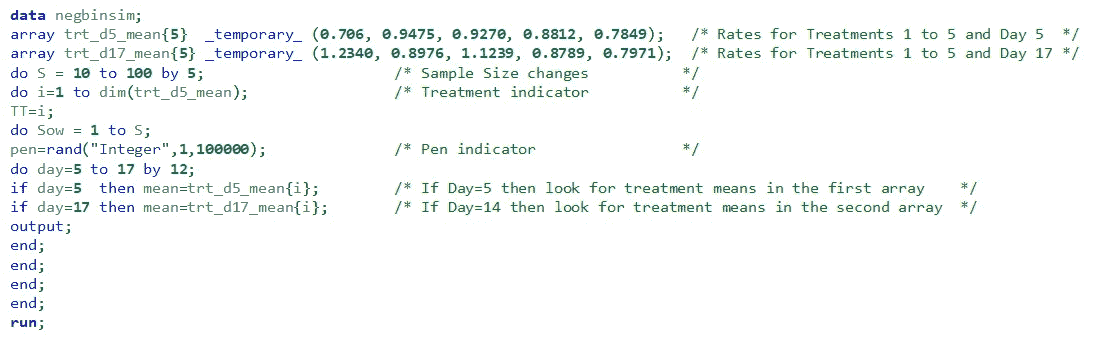 data negbinsim;
array trt_d5_mean{5}  _temporary_ (0.706, 0.9475, 0.9270, 0.8812, 0.7849);   /* Rates for Treatments 1 to 5 and Day 5  */
array trt_d17_mean{5} _temporary_ (1.2340, 0.8976, 1.1239, 0.8789, 0.7971);  /* Rates for Treatments 1 to 5 and Day 17 */
do S = 10 to 100 by 5;                     /* Sample Size changes          */
do i=1 to dim(trt_d5_mean);                /* Treatment indicator          */
TT=i;
do Sow = 1 to S;
pen=rand("Integer",1,100000);              /* Pen indicator                */
do day=5 to 17 by 12;
if day=5  then mean=trt_d5_mean{i};        /* If Day=5 then look for treatment means in the first array    */
if day=17 then mean=trt_d17_mean{i};       /* If Day=14 then look for treatment means in the second array  */
output;
end;
end;
end;
end;
run;